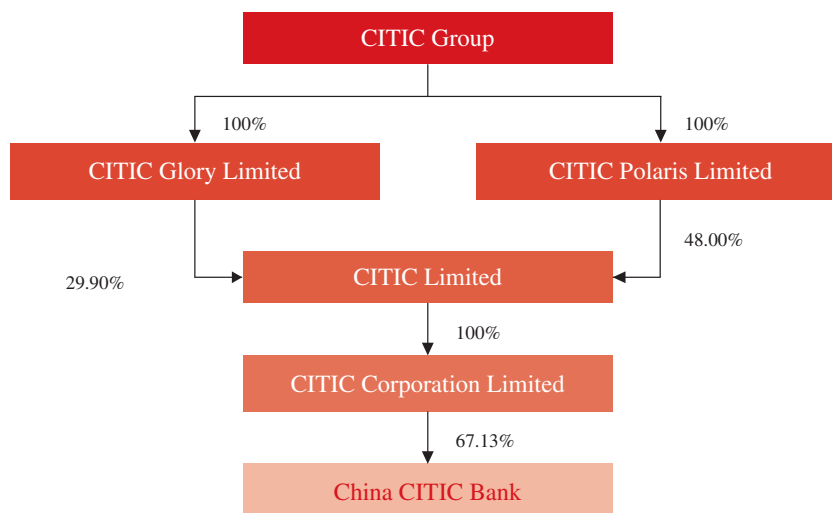 CITIC Group
100%
100%
CITIC Glory Limited
CITIC Polaris Limited
48.00%
29.90%
CITIC Limited
100%
CITIC Corporation Limited
67.13%
China CITIC Bank